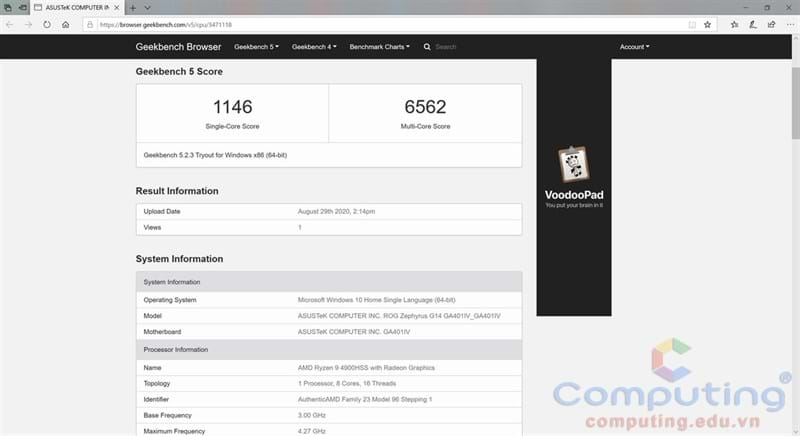 ASUSTeK COMPUTER IN
https://browser.geekbench.com/v5/cpu/3471118
Geekbench Browser Geekbench 5 Geekbench 4 Benchmark Charts Search Account
Geekbench 5 Score
1146 6562
Single-Core Score Multi-Core Score
Geekbench 5.2.3 Tryout for Windows x86 (64-bit)
VoodooPad
You put your brain in it
Result Information
Upload Date August 29th 2020, 2:14pm
Views 1
System Information
System Information
Operating System Microsoft Windows 10 Home Single Language (64-bit)
Model ASUSTeK COMPUTER INC. ROG Zephyrus G14 GA401IV_GA401IV
Motherboard ASUSTeK COMPUTER INC. GA401IV
Processor Information
Name AMD Ryzen 9 4900HSS with Radeon Graphics
Topology 1 Processor, 8 Cores, 16 Threads
Identifier AuthenticAMD Family 23 Model 96 Stepping 1
Base Frequency 3.00 GHz
Maximum Frequency 4.27 GHz
Computing®
computing.edu.vn